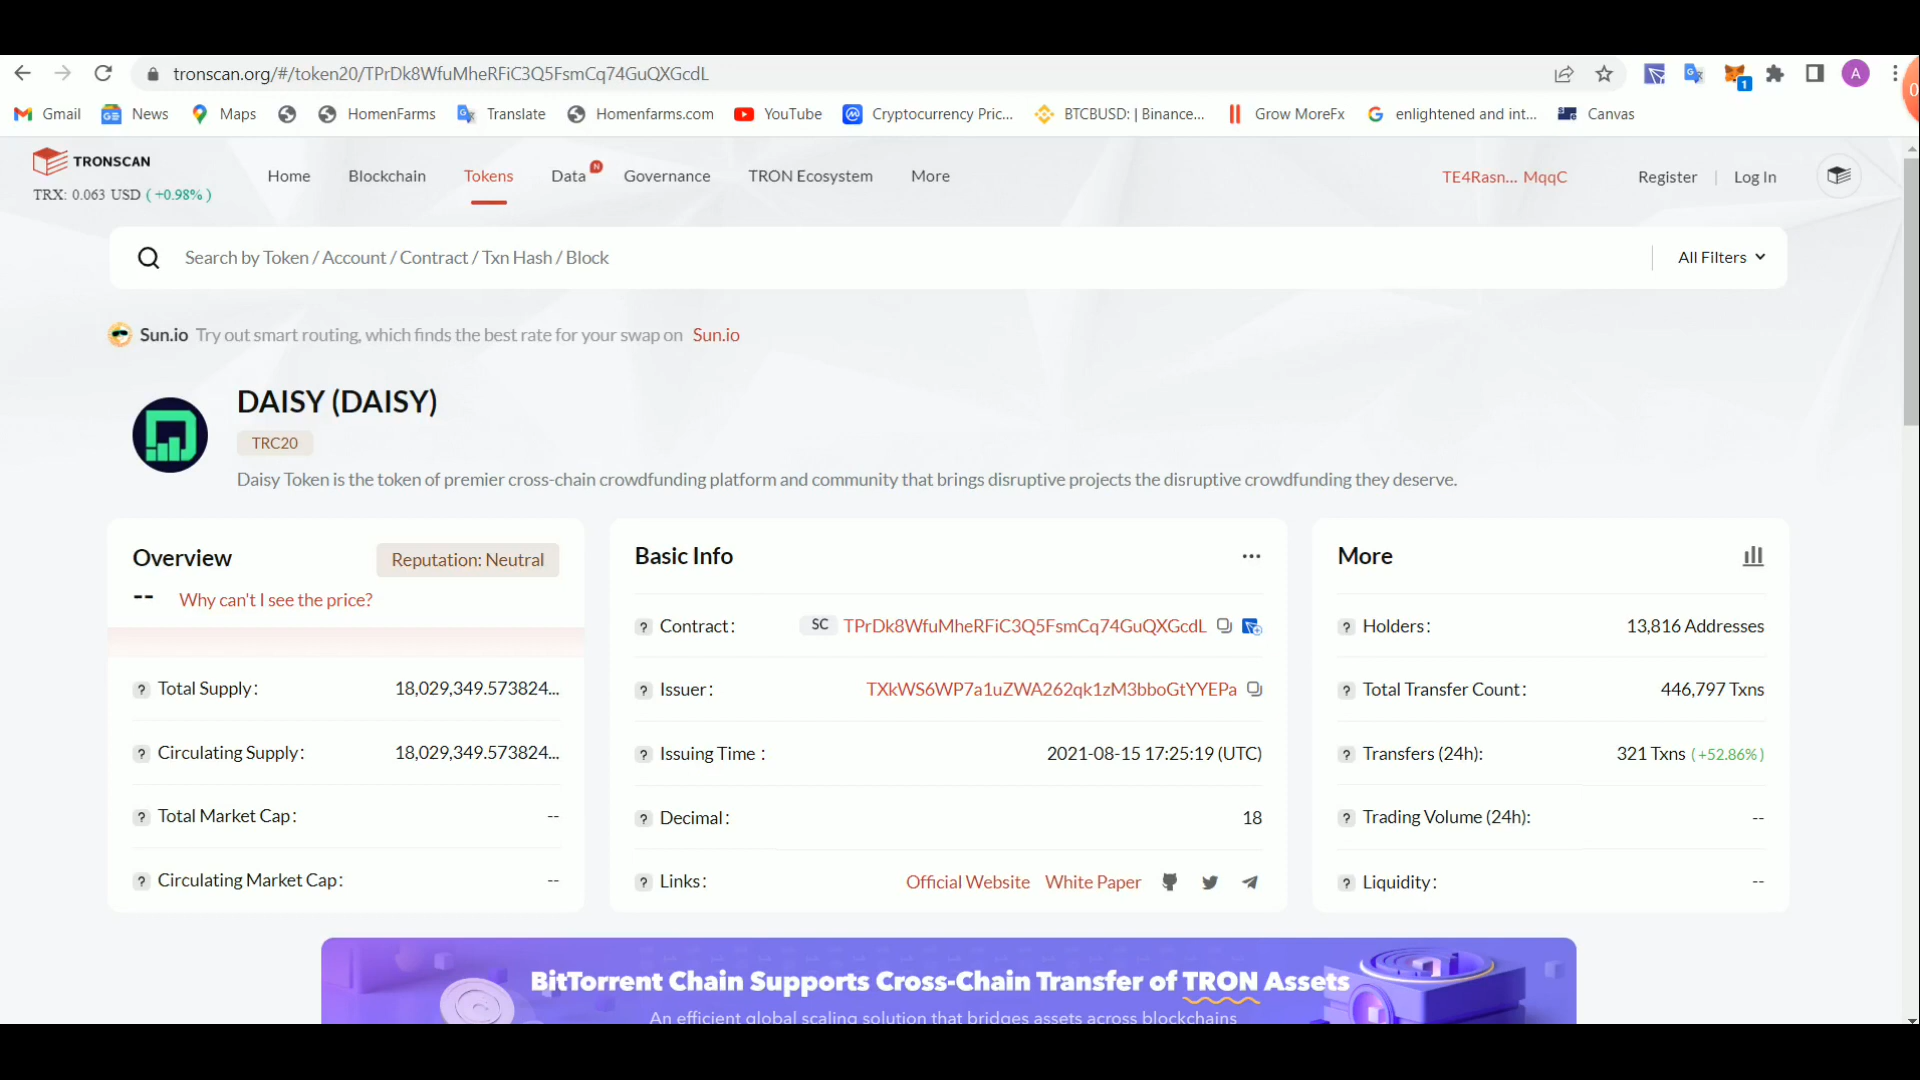 tronscan.org/#/token20/TPrDk8WfuMheRFiC3Q5FsmCq74GuQXGcdL
1
A
0
Gmail News Maps HomenFarms Translate Homenfarms.com YouTube Cryptocurrency Pric... BTCBUSD: | Binance... Grow MoreFx enlightened and int... Canvas
TRONSCAN
TRX: 0.063 USD ( +0.98% )
Home Blockchain Tokens Data N Governance TRON Ecosystem More
TE4Rasn... MqqC Register | Log In
Search by Token / Account / Contract / Txn Hash / Block
All Filters
Sun.io Try out smart routing, which finds the best rate for your swap on Sun.io
DAISY (DAISY)
TRC20
Daisy Token is the token of premier cross-chain crowdfunding platform and community that brings disruptive projects the disruptive crowdfunding they deserve.
Overview
Reputation: Neutral
-- Why can't I see the price?
? Total Supply: 18,029,349.573824...
? Circulating Supply: 18,029,349.573824...
? Total Market Cap: --
? Circulating Market Cap: --
Basic Info ...
? Contract: SC TPrDk8WfuMheRFiC3Q5FsmCq74GuQXGcdL
? Issuer: TXkWS6WP7a1uZWA262qk1zM3bboGtYYEPa
? Issuing Time : 2021-08-15 17:25:19 (UTC)
? Decimal: 18
? Links: Official Website White Paper
More
? Holders: 13,816 Addresses
? Total Transfer Count: 446,797 Txns
? Transfers (24h): 321 Txns ( +52.86% )
? Trading Volume (24h): --
? Liquidity: --
BitTorrent Chain Supports Cross-Chain Transfer of TRON Assets
An efficient global scaling solution that bridges assets across blockchains